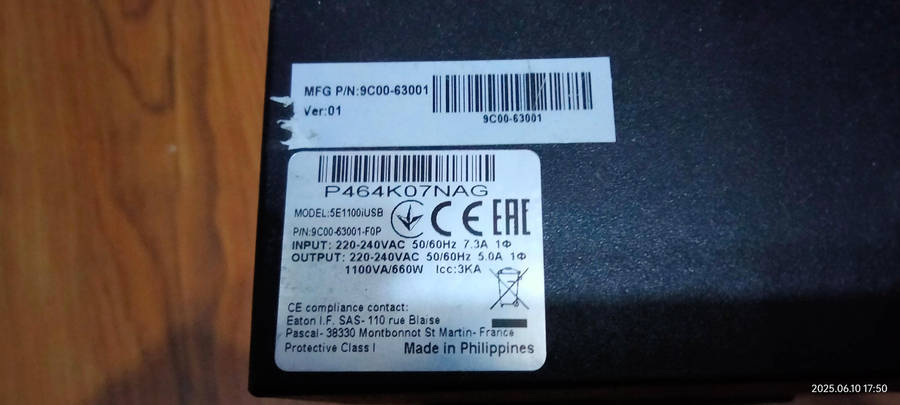 MFG P/N:9C00-63001
Ver:01
9C00-63001
P464K07NAG
MODEL:5E1100iUSB
CE EAC
P/N:9C00-63001-F0P
INPUT: 220-240VAC 50/60Hz 7.3A 1Φ
OUTPUT: 220-240VAC 50/60Hz 5.0A 1Φ
1100VA/660W Icc:3KA
CE compliance contact:
Eaton I.F. SAS- 110 rue Blaise
Pascal- 38330 Montbonnot St Martin- France
Protective Class I Made in Philippines
2025.06.10 17:50